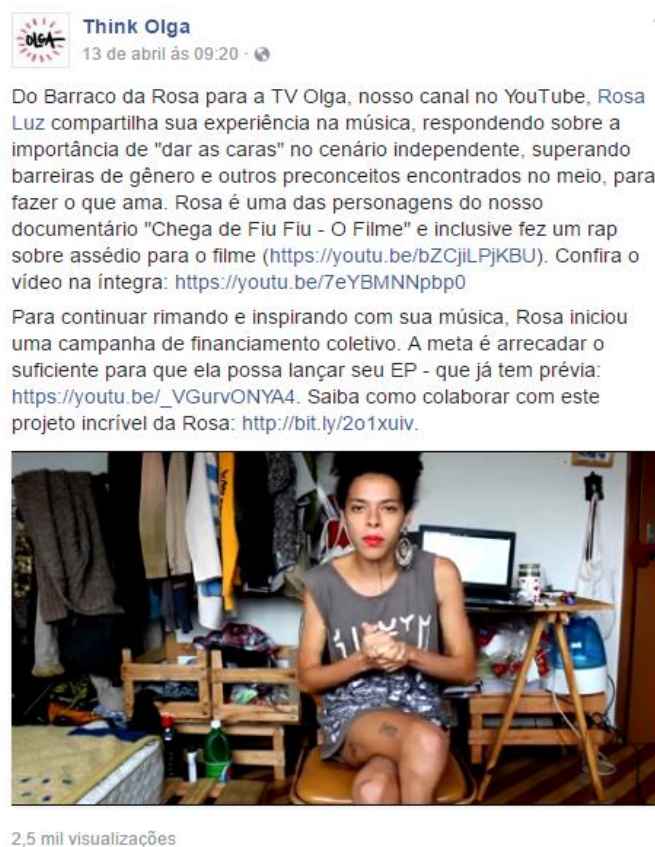 OLGA
Think Olga
13 de abril às 09:20 ·
Do Barraco da Rosa para a TV Olga, nosso canal no YouTube, Rosa
Luz compartilha sua experiência na música, respondendo sobre a
importância de "dar as caras" no cenário independente, superando
barreiras de gênero e outros preconceitos encontrados no meio, para
fazer o que ama. Rosa é uma das personagens do nosso
documentário "Chega de Fiu Fiu - O Filme" e inclusive fez um rap
sobre assédio para o filme (https://youtu.be/bZCjiLPjKBU). Confira o
vídeo na íntegra: https://youtu.be/7eYBMNNpbp0
Para continuar rimando e inspirando com sua música, Rosa iniciou
uma campanha de financiamento coletivo. A meta é arrecadar o
suficiente para que ela possa lançar seu EP - que já tem prévia:
https://youtu.be/_VGurvONYA4. Saiba como colaborar com este
projeto incrível da Rosa: http://bit.ly/2o1xuiv.
2,5 mil visualizações